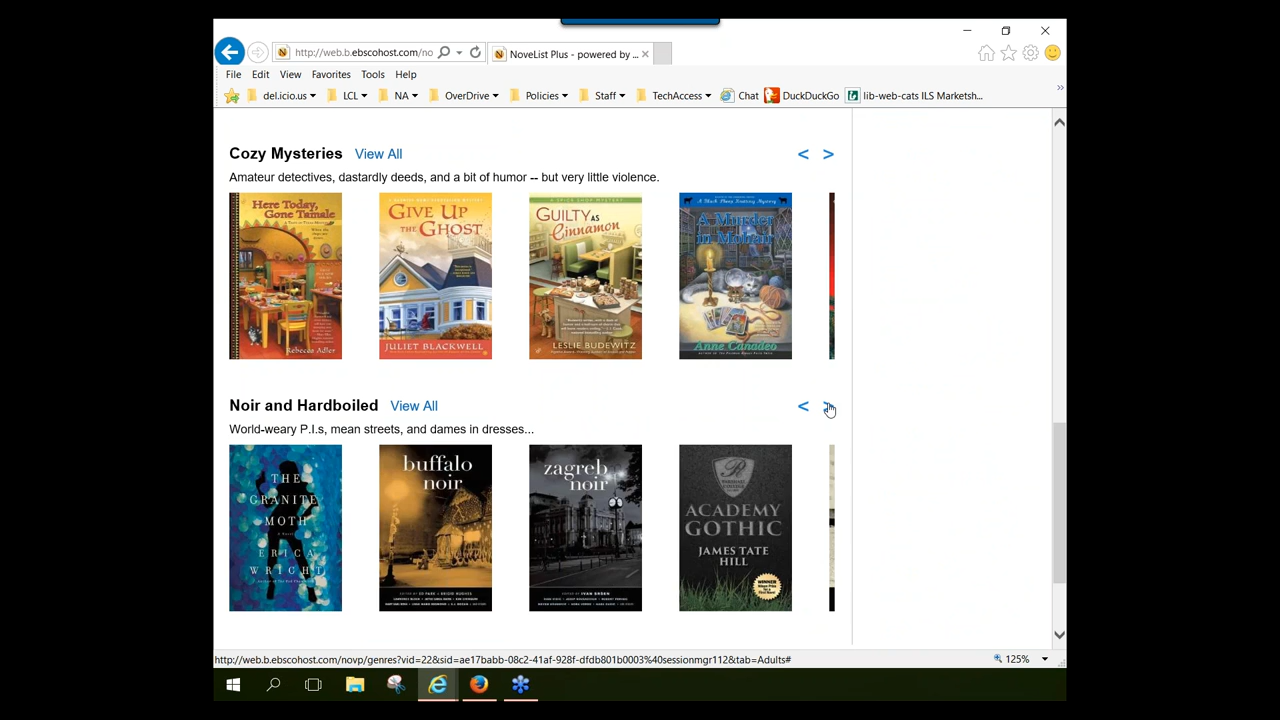 http://web.b.ebscohost.com/no
NoveList Plus - powered by ...
File Edit View Favorites Tools Help
del.icio.us LCL NA OverDrive Policies Staff TechAccess Chat DuckDuckGo lib-web-cats ILS Marketsh...
Cozy Mysteries View All
< >
Amateur detectives, dastardly deeds, and a bit of humor -- but very little violence.
Here Today,
Gone Tamale
Rebecca Adler
GIVE UP
THE GHOST
JULIET BLACKWELL
GUILTY AS
Cinnamon
LESLIE BUDEWITZ
A Murder
in Mohair
Anne Canadeo
Noir and Hardboiled View All
< >
World-weary P.I.s, mean streets, and dames in dresses...
THE
GRANITE
MOTH
ERICA
WRIGHT
buffalo
noir
zagreb
noir
ACADEMY
GOTHIC
JAMES TATE
HILL
WINNER
http://web.b.ebscohost.com/novp/genres?vid=22&sid=ae17babb-08c2-41af-928f-dfdb801b0003%40sessionmgr112&tab=Adults#
125%